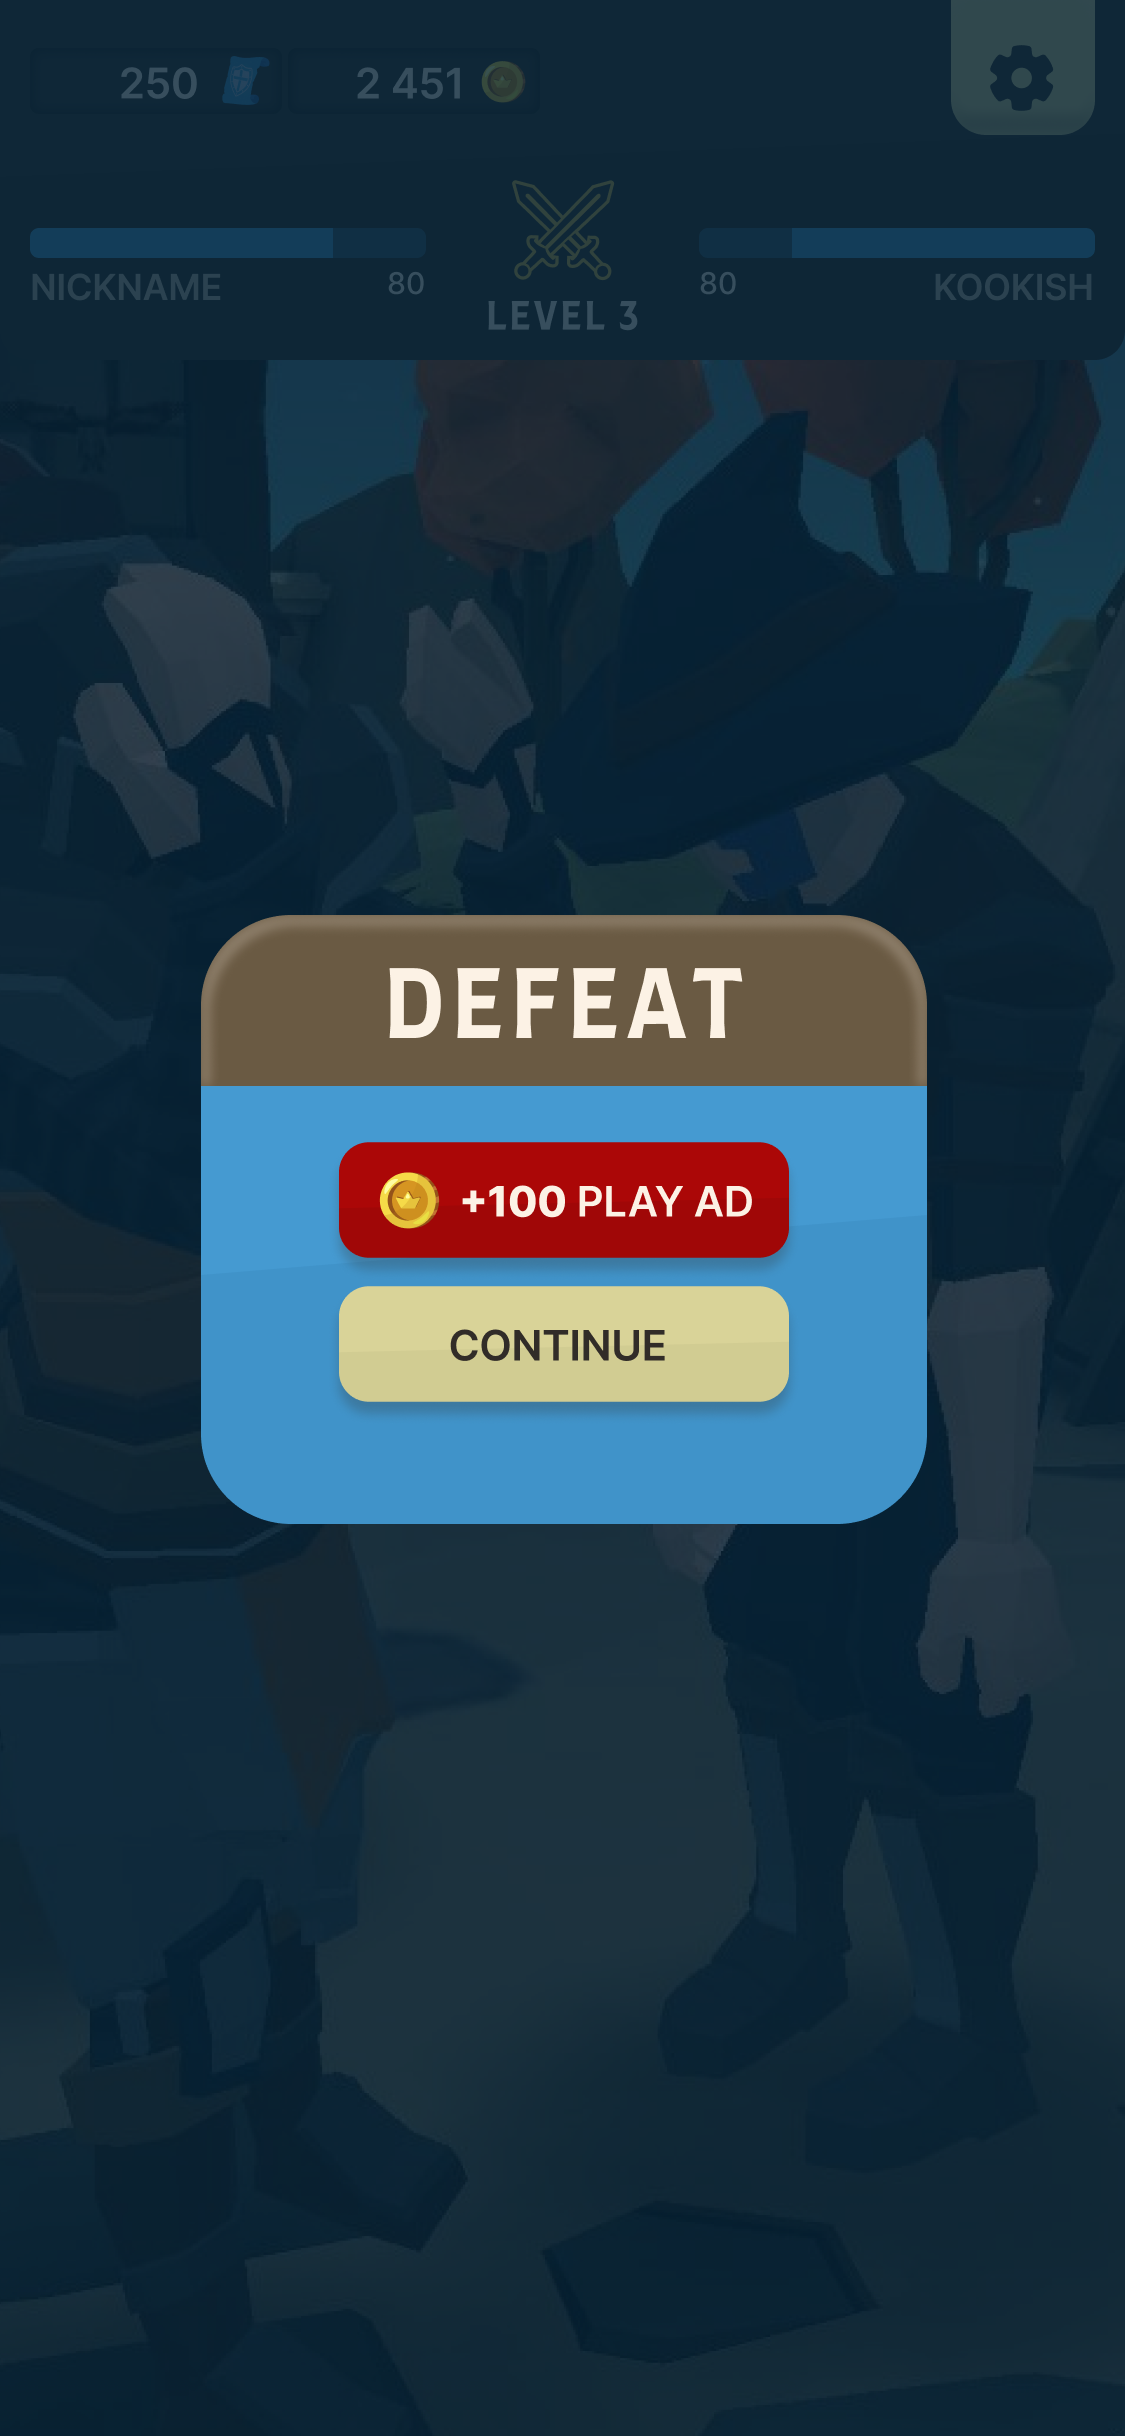 250 2 451
NICKNAME 80 80 KOOKISH
LEVEL 3
DEFEAT
+100 PLAY AD
CONTINUE